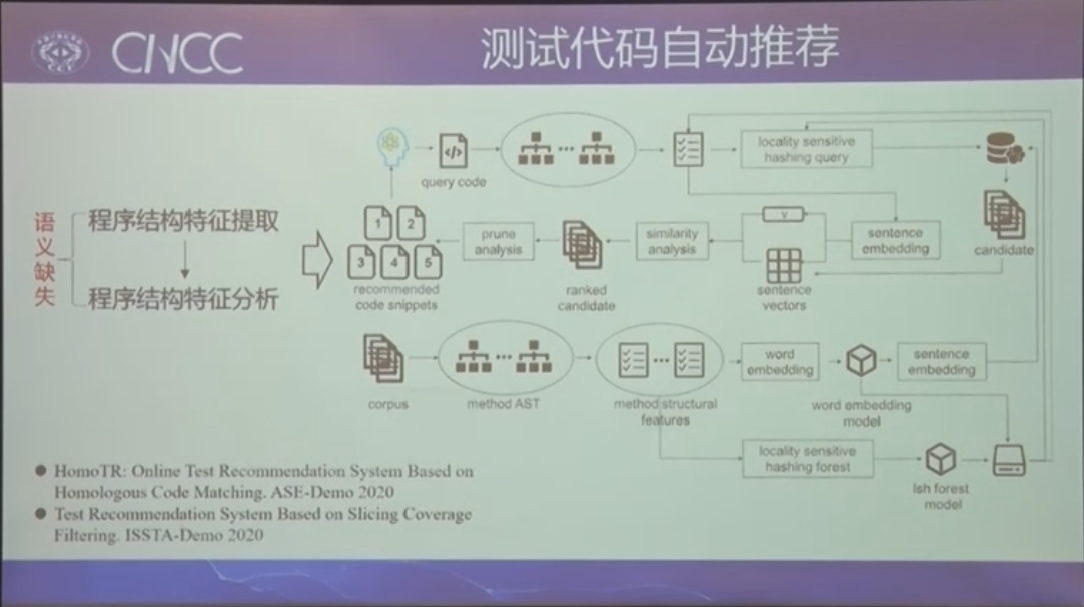 CNCC
测试代码自动推荐
语义缺失
程序结构特征提取
程序结构特征分析
query code
locality sensitive
hashing query
1
2
3
4
5
recommended
code snippets
prune
analysis
ranked
candidate
similarity
analysis
v
sentence
vectors
sentence
embedding
candidate
corpus
method AST
method structural
features
word
embedding
word embedding
model
sentence
embedding
locality sensitive
hashing forest
lsh forest
model
● HomoTR: Online Test Recommendation System Based on
Homologous Code Matching. ASE-Demo 2020
● Test Recommendation System Based on Slicing Coverage
Filtering. ISSTA-Demo 2020